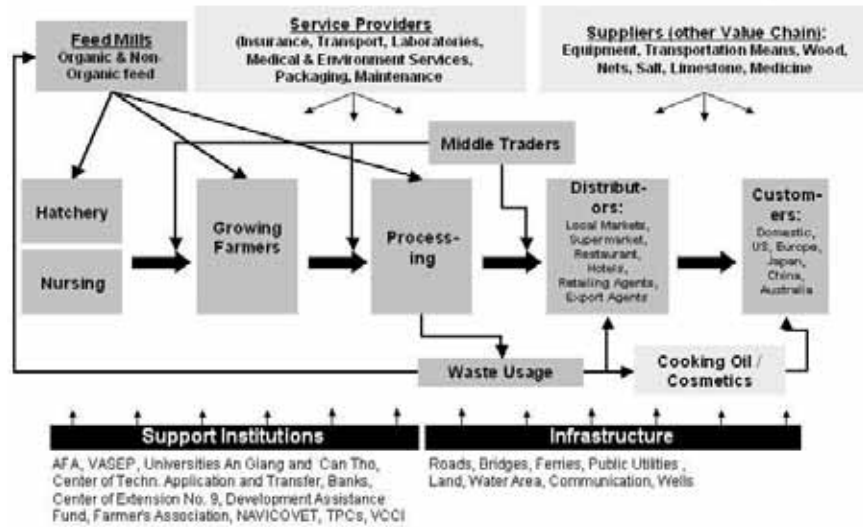 Feed Mills
Organic & Non-
Organic feed
Service Providers
(Insurance, Transport, Laboratories,
Medical & Environment Services,
Packaging, Maintenance
Suppliers (other Value Chain):
Equipment, Transportation Means, Wood,
Nets, Salt, Limestone, Medicine
Middle Traders
Hatchery
Nursing
Growing
Farmers
Process-
ing
Distribut-
ors:
Local Markets,
Supermarket,
Restaurant,
Hotels,
Retailing Agents,
Export Agents
Custom-
ers:
Domestic,
US, Europe,
Japan,
China,
Australia
Waste Usage
Cooking Oil /
Cosmetics
Support Institutions
AFA, VASEP, Universities An Giang and Can Tho,
Center of Techn. Application and Transfer, Banks,
Center of Extension No. 9, Development Assistance
Fund, Farmer's Association, NAVICOVET, TPCs, VCCI
Infrastructure
Roads, Bridges, Ferries, Public Utilities ,
Land, Water Area, Communication, Wells